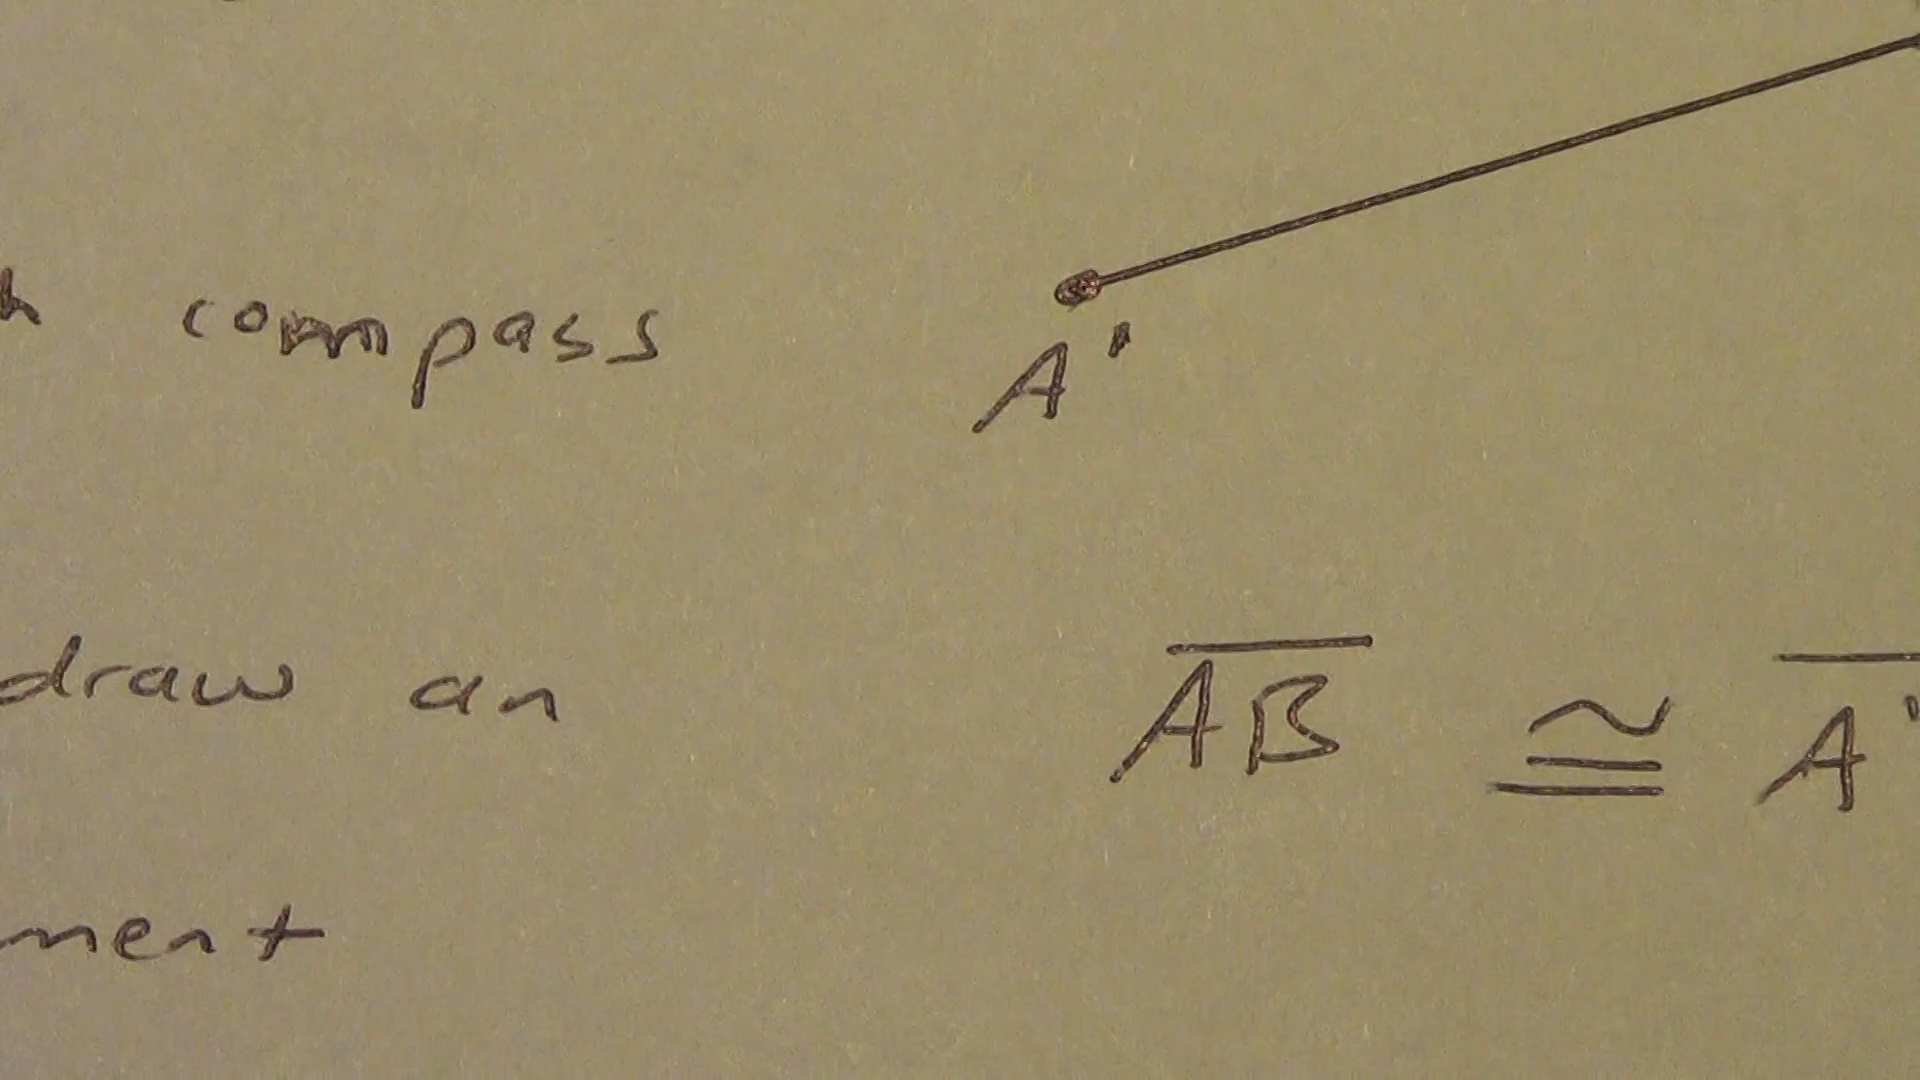 compass
A'
draw an
AB ≅ A'
ment